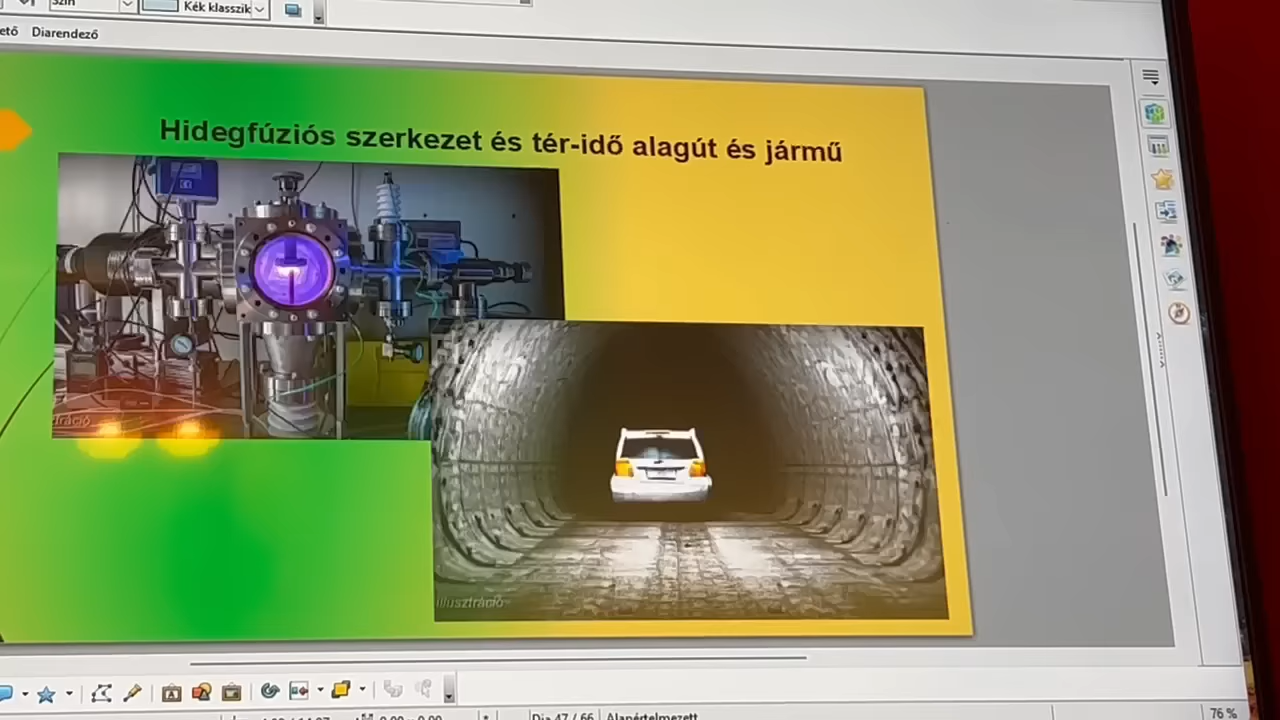 Kék klasszik
Diarendező
Hidegfúziós szerkezet és tér-idő alagút és jármű
illusztráció
Dia 47 / 66
Alapértelmezett
76 %